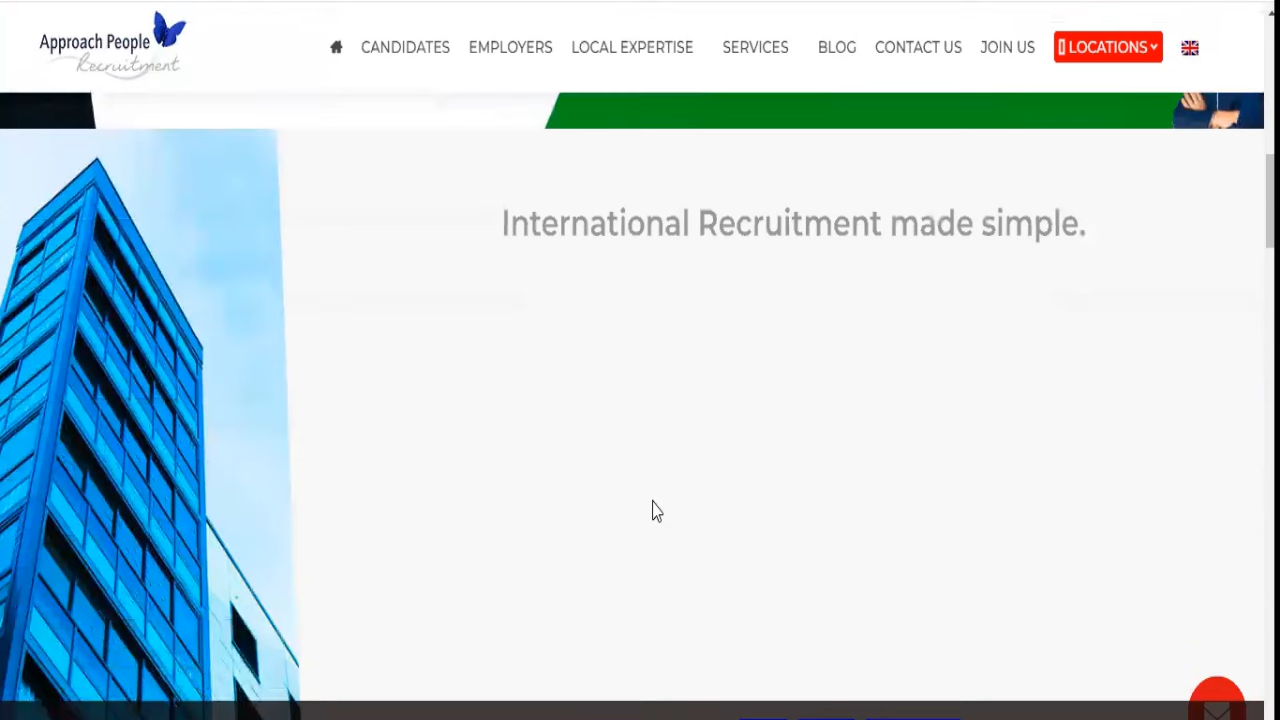 Approach People
Recruitment
CANDIDATES EMPLOYERS LOCAL EXPERTISE SERVICES BLOG CONTACT US JOIN US LOCATIONS
International Recruitment made simple.